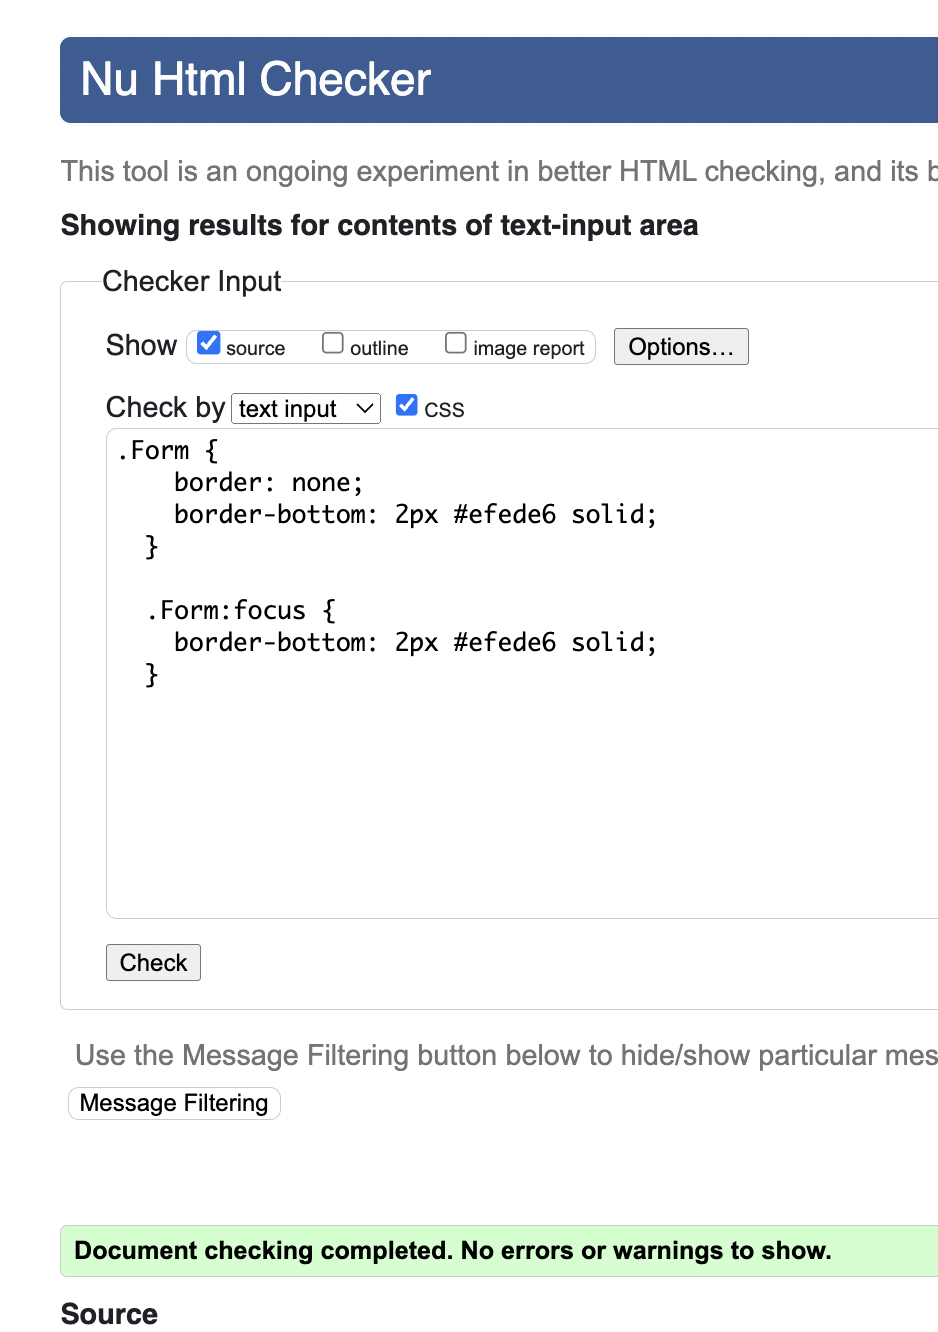 Nu Html Checker
This tool is an ongoing experiment in better HTML checking, and its
Showing results for contents of text-input area
Checker Input
Show source outline image report Options…
Check by text input CSS
.Form {
border: none;
border-bottom: 2px #efede6 solid;
}
.Form:focus {
border-bottom: 2px #efede6 solid;
}
Check
Use the Message Filtering button below to hide/show particular
Message Filtering
Document checking completed. No errors or warnings to show.
Source